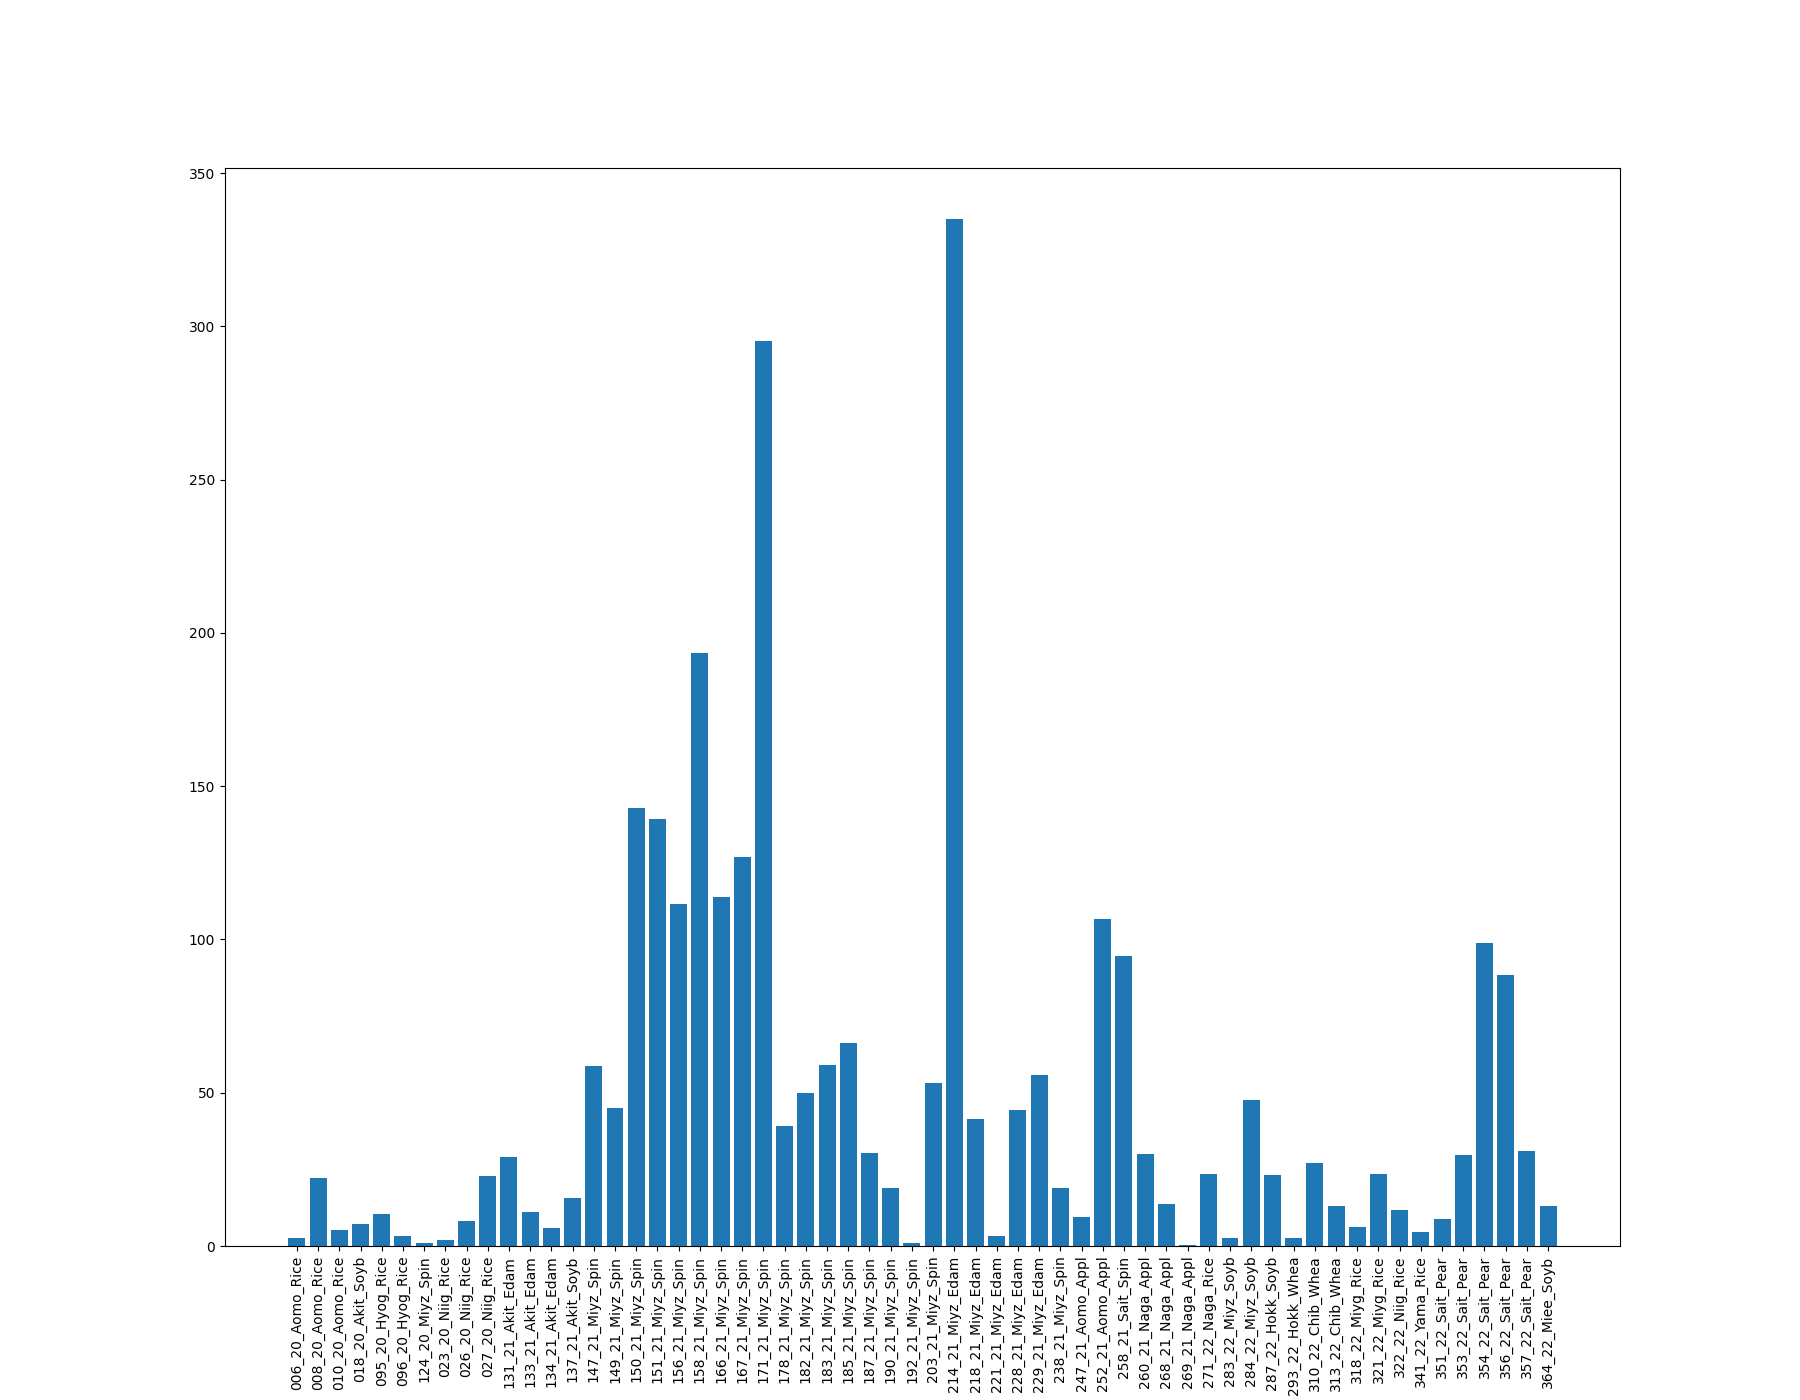 350
300
250
200
150
100
50
0
006_20_Aomo_Rice
008_20_Aomo_Rice
010_20_Aomo_Rice
018_20_Akit_Soyb
095_20_Hyog_Rice
096_20_Hyog_Rice
124_20_Miyz_Spin
023_20_Niig_Rice
026_20_Niig_Rice
027_20_Niig_Rice
131_21_Akit_Edam
133_21_Akit_Edam
134_21_Akit_Edam
137_21_Akit_Soyb
147_21_Miyz_Spin
149_21_Miyz_Spin
150_21_Miyz_Spin
151_21_Miyz_Spin
156_21_Miyz_Spin
158_21_Miyz_Spin
166_21_Miyz_Spin
167_21_Miyz_Spin
171_21_Miyz_Spin
178_21_Miyz_Spin
182_21_Miyz_Spin
183_21_Miyz_Spin
185_21_Miyz_Spin
187_21_Miyz_Spin
190_21_Miyz_Spin
192_21_Miyz_Spin
203_21_Miyz_Spin
214_21_Miyz_Edam
218_21_Miyz_Edam
221_21_Miyz_Edam
228_21_Miyz_Edam
229_21_Miyz_Edam
238_21_Miyz_Spin
247_21_Aomo_Appl
252_21_Aomo_Appl
258_21_Sait_Spin
260_21_Naga_Appl
268_21_Naga_Appl
269_21_Naga_Appl
271_22_Naga_Rice
283_22_Miyz_Soyb
284_22_Miyz_Soyb
287_22_Hokk_Soyb
293_22_Hokk_Whea
310_22_Chib_Whea
313_22_Chib_Whea
318_22_Miyg_Rice
321_22_Miyg_Rice
322_22_Niig_Rice
341_22_Yama_Rice
351_22_Sait_Pear
353_22_Sait_Pear
354_22_Sait_Pear
356_22_Sait_Pear
357_22_Sait_Pear
364_22_Miee_Soyb